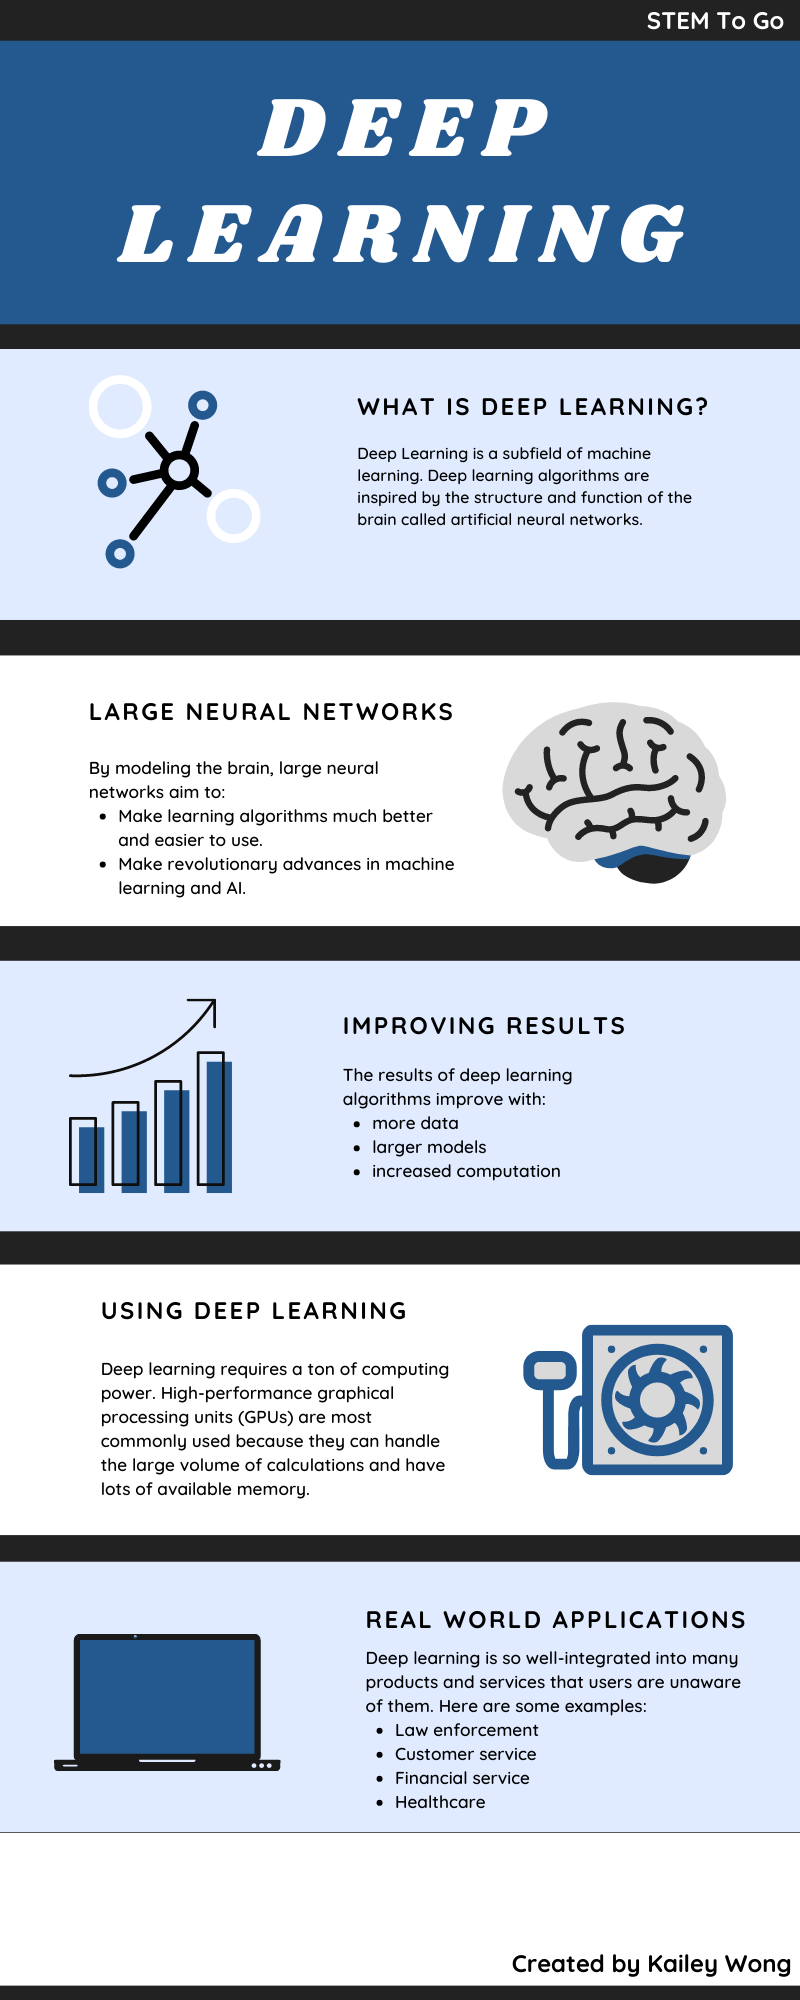 STEM To Go
DEEP
LEARNING
WHAT IS DEEP LEARNING?
Deep Learning is a subfield of machine
learning. Deep learning algorithms are
inspired by the structure and function of the
brain called artificial neural networks.
LARGE NEURAL NETWORKS
By modeling the brain, large neural
networks aim to:
• Make learning algorithms much better
and easier to use.
• Make revolutionary advances in machine
learning and AI.
IMPROVING RESULTS
The results of deep learning
algorithms improve with:
• more data
• larger models
• increased computation
USING DEEP LEARNING
Deep learning requires a ton of computing
power. High-performance graphical
processing units (GPUs) are most
commonly used because they can handle
the large volume of calculations and have
lots of available memory.
REAL WORLD APPLICATIONS
Deep learning is so well-integrated into many
products and services that users are unaware
of them. Here are some examples:
• Law enforcement
• Customer service
• Financial service
• Healthcare
Created by Kailey Wong